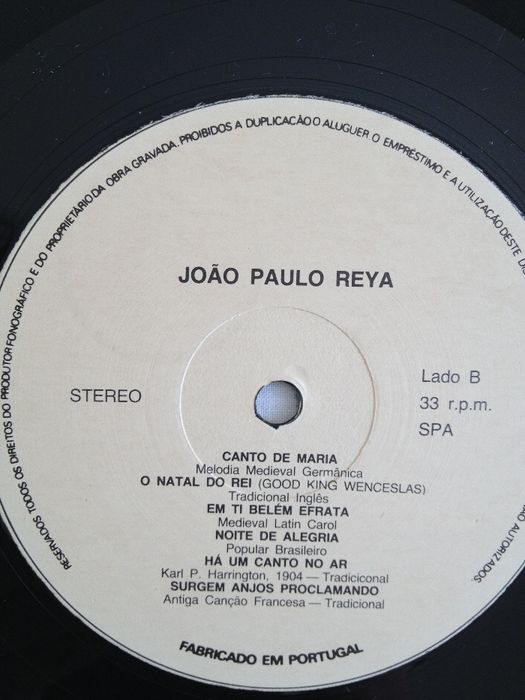 RESERVADOS TODOS OS DIREITOS DO PRODUTOR FONOGRÁFICO E DO PROPRIETÁRIO DA OBRA GRAVADA. PROIBIDOS A DUPLICAÇÃO O ALUGUER O EMPRÉSTIMO E A UTILIZAÇÃO DESTE
AUTORIZADOS.
JOÃO PAULO REYA
STEREO
Lado B
33 r.p.m.
SPA
CANTO DE MARIA
Melodia Medieval Germânica
O NATAL DO REI (GOOD KING WENCESLAS)
Tradicional Inglês
EM TI BELÉM EFRATA
Medieval Latin Carol
NOITE DE ALEGRIA
Popular Brasileiro
HÁ UM CANTO NO AR
Karl P. Harrington, 1904 — Tradiciconal
SURGEM ANJOS PROCLAMANDO
Antiga Canção Francesa — Tradicional
FABRICADO EM PORTUGAL